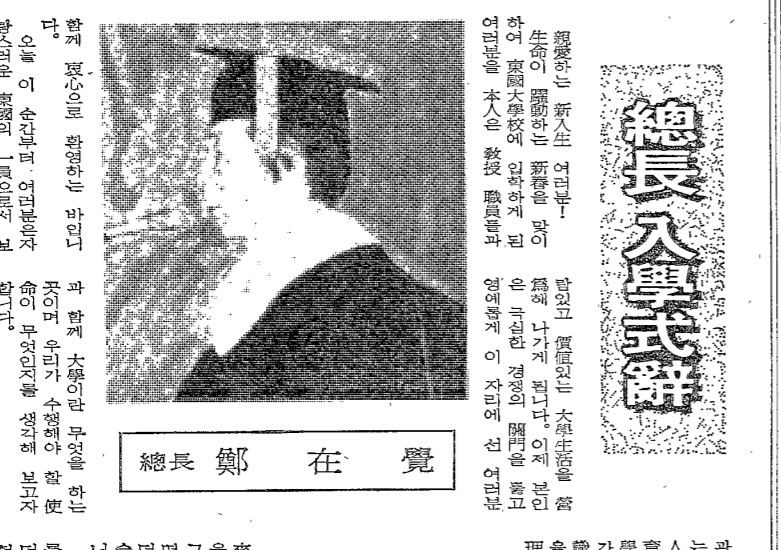 總長 入學式辭
親愛하는 新入生 여러분!
生命이 躍動하는 新春을 맞이
하여 東國大學校에 입학하게 된
여러분을 本人은 敎授 職員들과
함께 衷心으로 환영하는 바입니
다.
오늘 이 순간부터 여러분은 자
랑스러운 東國의 一員으로서 보
람있고 價値있는 大學生活을 營
爲해 나가게 됩니다. 이제 본인
은 극심한 경쟁의 關門을 뚫고
영예롭게 이 자리에 선 여러분
과 함께 大學이란 무엇을 하는
곳이며 우리가 수행해야 할 使
命이 무엇인지를 생각해 보고자
합니다.
總長 鄭在覺